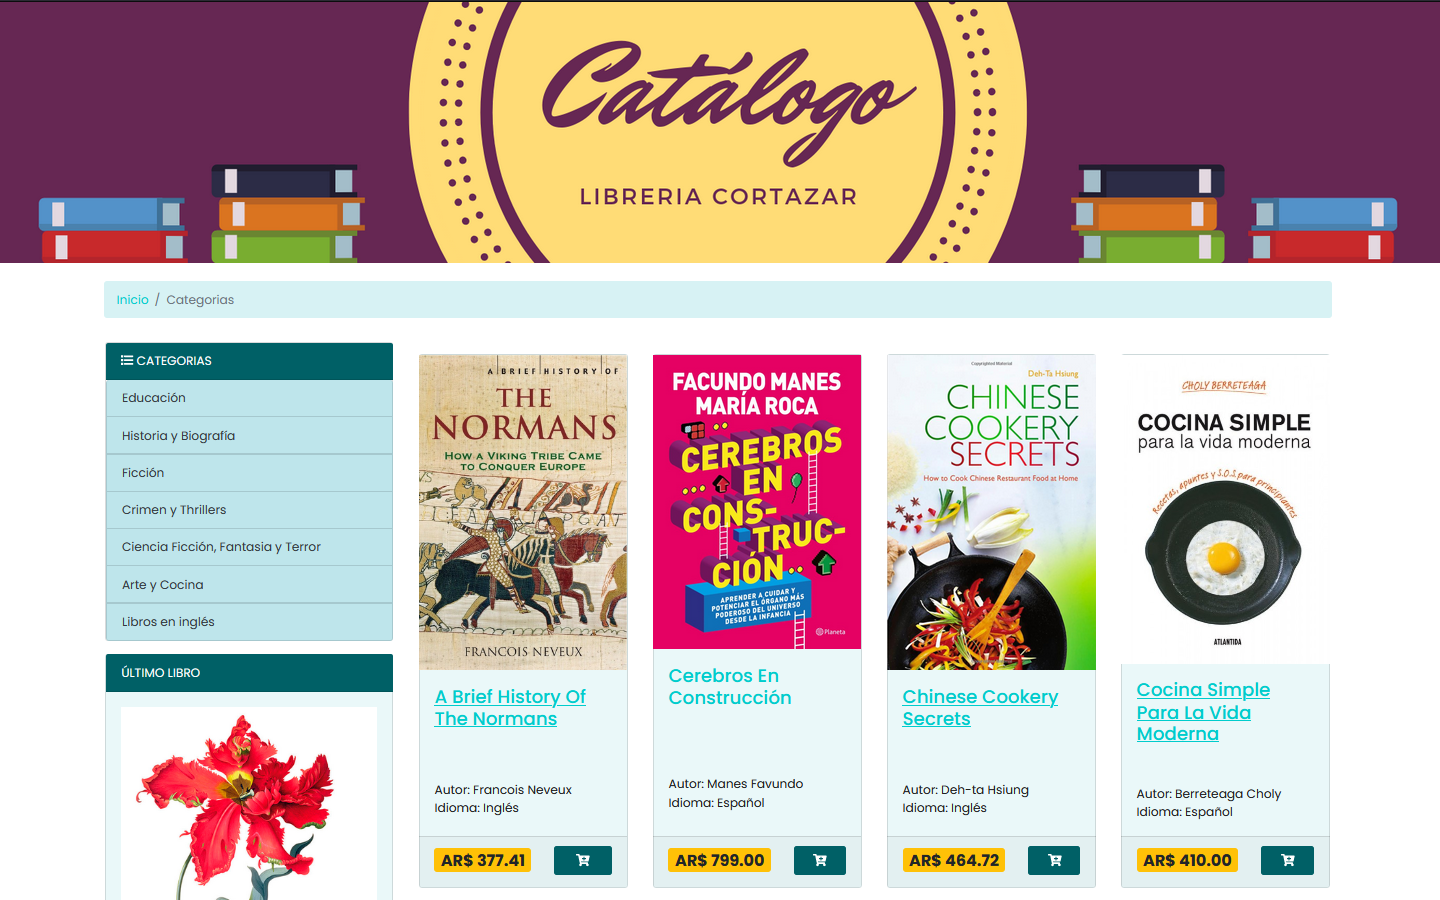 Catálogo
LIBRERIA CORTAZAR
Inicio / Categorias
CATEGORIAS
Educación
Historia y Biografía
Ficción
Crimen y Thrillers
Ciencia Ficción, Fantasia y Terror
Arte y Cocina
Libros en inglés
ÚLTIMO LIBRO
A BRIEF HISTORY OF
THE
NORMANS
HOW A VIKING TRIBE CAME
TO CONQUER EUROPE
FRANCOIS NEVEUX
A Brief History Of
The Normans
Autor: Francois Neveux
Idioma: Inglés
AR$ 377.41
FACUNDO MANES
MARÍA ROCA
CEREBROS
EN
CONS-
TRUC-
CIÓN
APRENDER A CUIDAR Y
POTENCIAR EL ÓRGANO MÁS
PODEROSO DEL UNIVERSO
DESDE LA INFANCIA
Planeta
Cerebros En
Construcción
Autor: Manes Favundo
Idioma: Español
AR$ 799.00
Copyrighted Material
Deh-Ta Hsiung
CHINESE
COOKERY
SECRETS
How to Cook Chinese Restaurant Food at Home
Chinese Cookery
Secrets
Autor: Deh-ta Hsiung
Idioma: Inglés
AR$ 464.72
CHOLY BERRETEAGA
COCINA SIMPLE
para la vida moderna
Recetas, apuntes y S.O.S. para principiantes
ATLANTIDA
Cocina Simple
Para La Vida
Moderna
Autor: Berreteaga Choly
Idioma: Español
AR$ 410.00